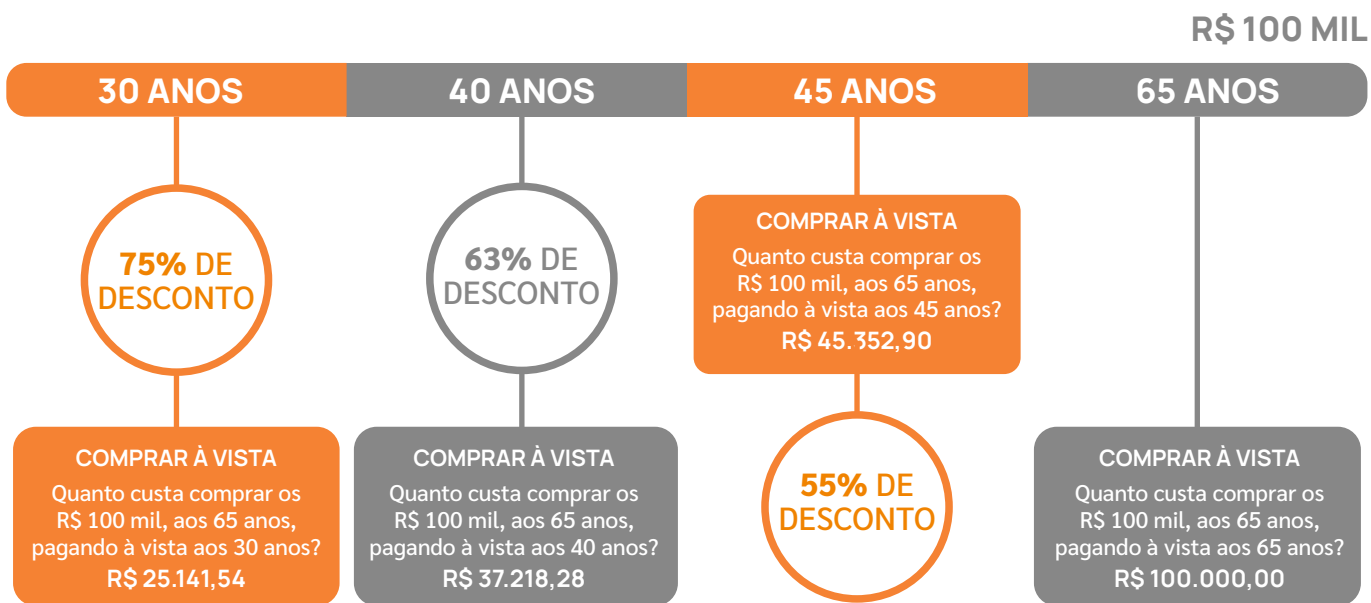 R$ 100 MIL
30 ANOS
40 ANOS
45 ANOS
65 ANOS
75% DE
DESCONTO
COMPRAR À VISTA
Quanto custa comprar os
R$ 100 mil, aos 65 anos,
pagando à vista aos 30 anos?
R$ 25.141,54
63% DE
DESCONTO
COMPRAR À VISTA
Quanto custa comprar os
R$ 100 mil, aos 65 anos,
pagando à vista aos 40 anos?
R$ 37.218,28
COMPRAR À VISTA
Quanto custa comprar os
R$ 100 mil, aos 65 anos,
pagando à vista aos 45 anos?
R$ 45.352,90
55% DE
DESCONTO
COMPRAR À VISTA
Quanto custa comprar os
R$ 100 mil, aos 65 anos,
pagando à vista aos 65 anos?
R$ 100.000,00